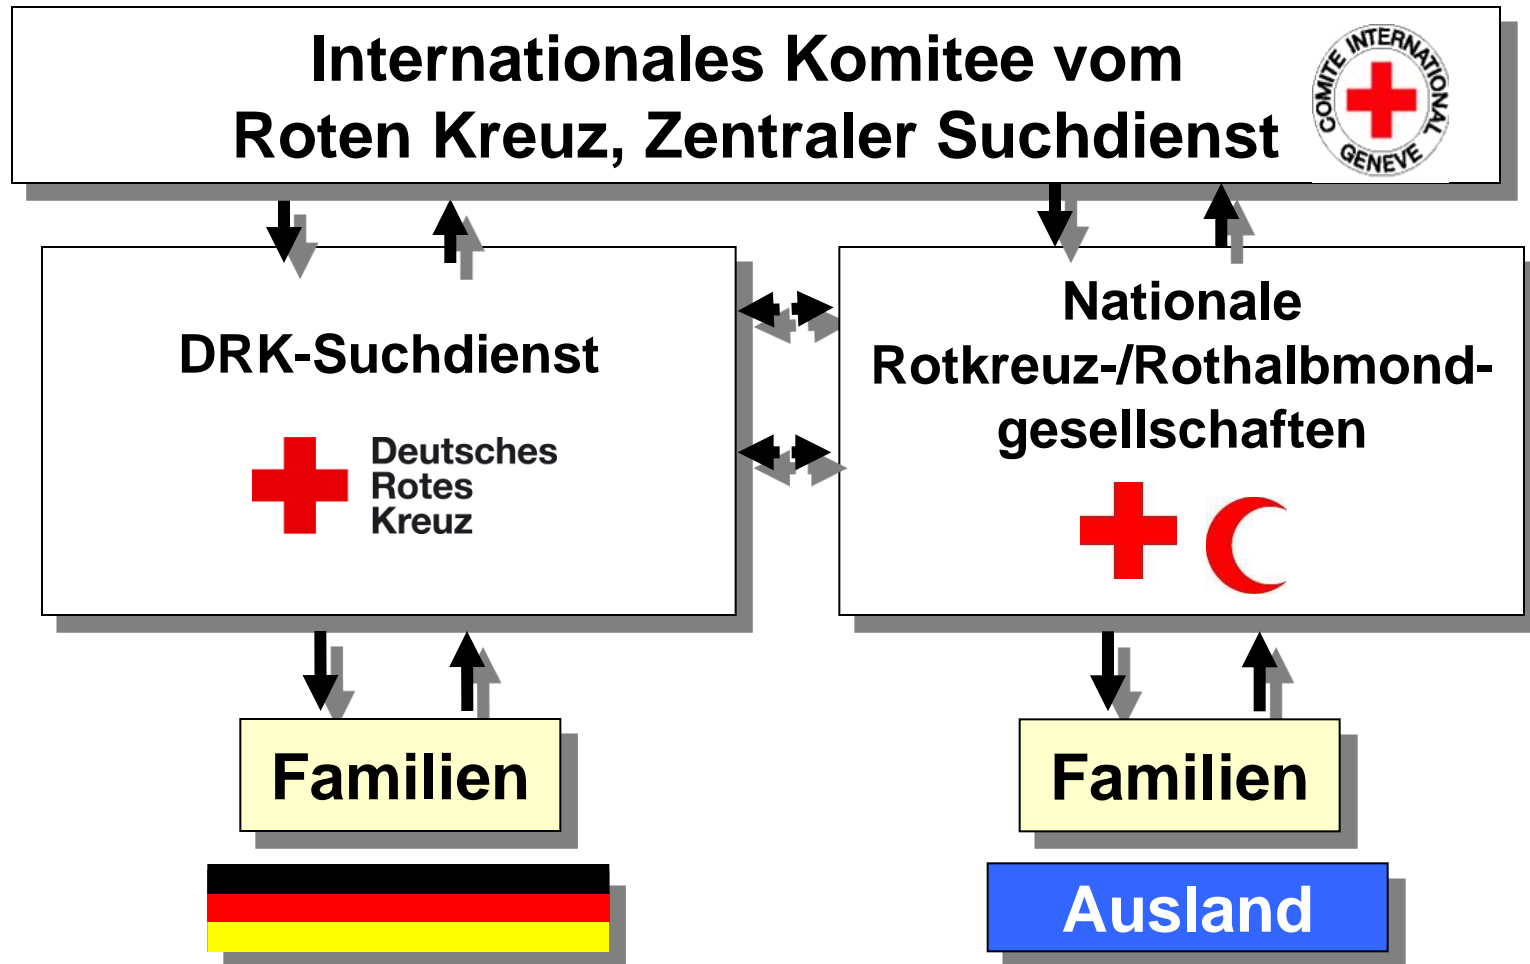 Internationales Komitee vom
Roten Kreuz, Zentraler Suchdienst
COMITE INTERNATIONAL
GENEVE
DRK-Suchdienst
Deutsches
Rotes
Kreuz
Nationale
Rotkreuz-/Rothalbmond-
gesellschaften
Familien
Familien
Ausland